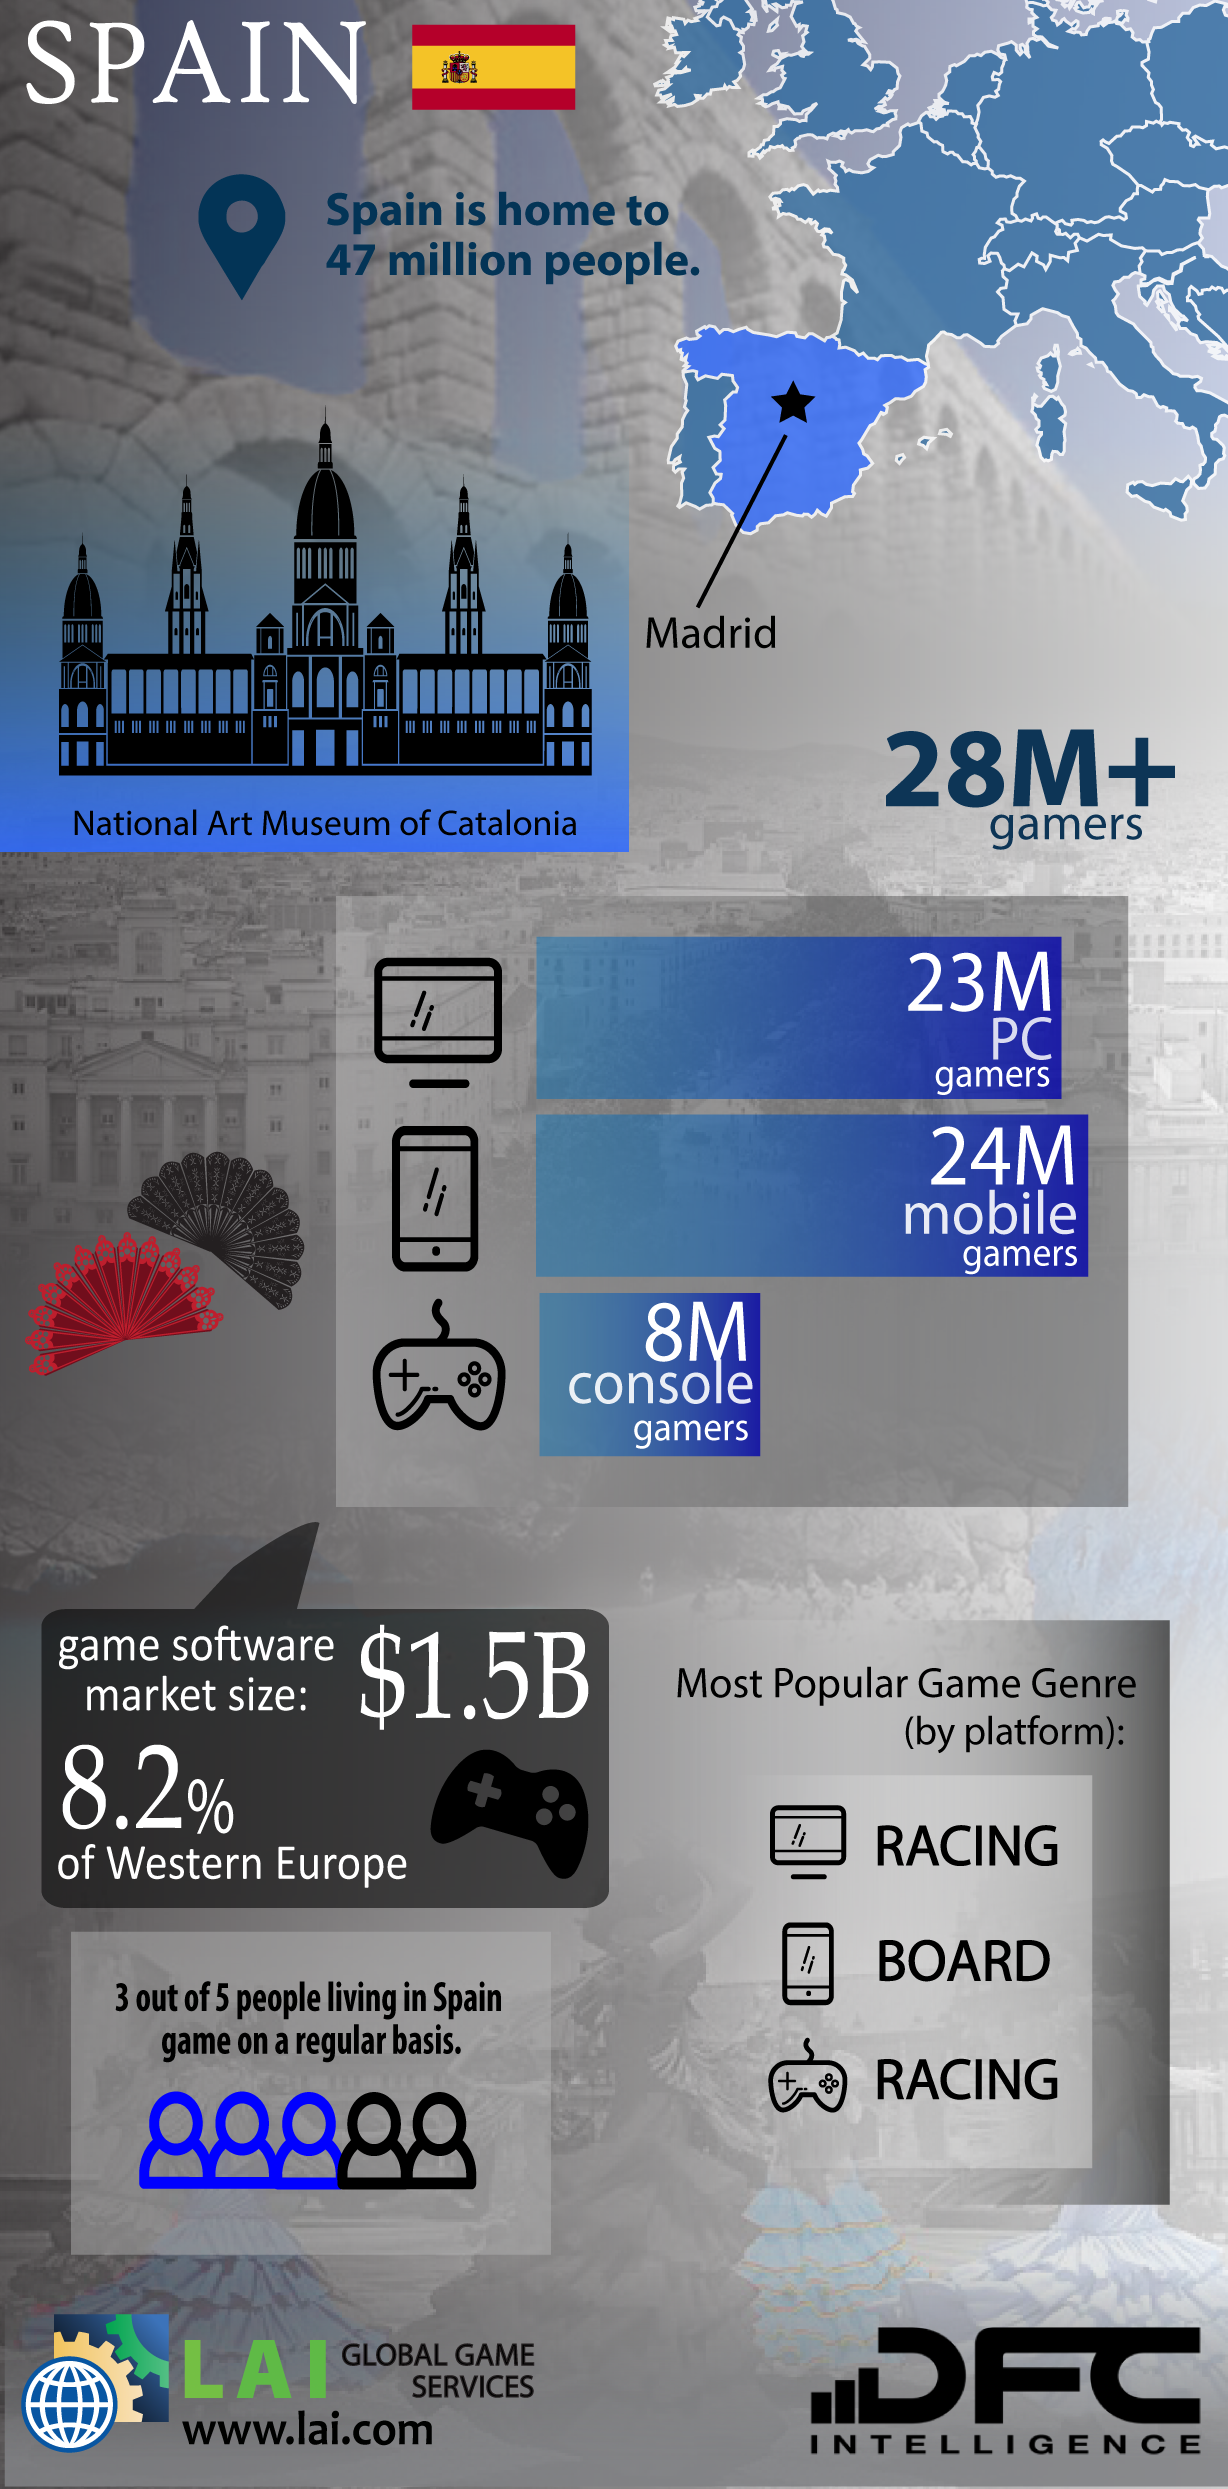 SPAIN
Spain is home to
47 million people.
Madrid
National Art Museum of Catalonia
28M+
gamers
23M
PC
gamers
24M
mobile
gamers
8M
console
gamers
game software
market size:
$1.5B
8.2%
of Western Europe
Most Popular Game Genre
(by platform):
RACING
BOARD
RACING
3 out of 5 people living in Spain
game on a regular basis.
LAI GLOBAL GAME
SERVICES
www.lai.com
DFC
INTELLIGENCE